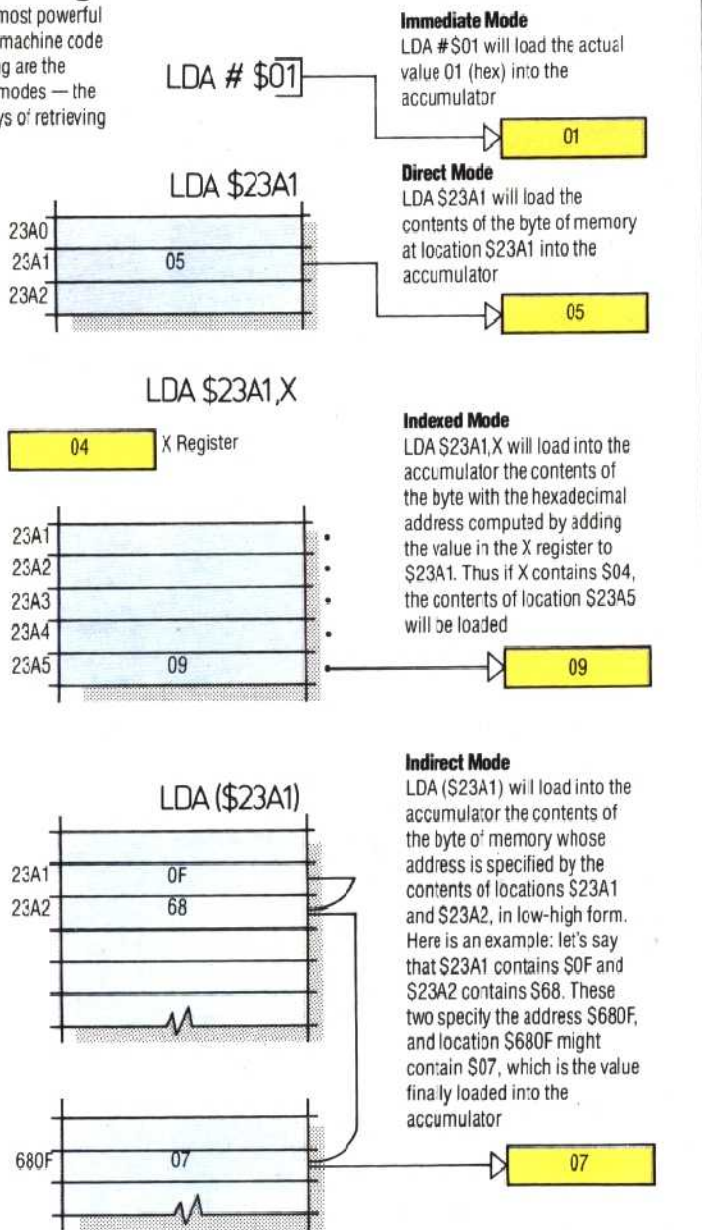 most powerful
machine code
g are the
modes — the
ys of retrieving
LDA # $01
Immediate Mode
LDA #$01 will load the actual
value 01 (hex) into the
accumulator
01
LDA $23A1
23A0
23A1 05
23A2
Direct Mode
LDA $23A1 will load the
contents of the byte of memory
at location $23A1 into the
accumulator
05
LDA $23A1,X
04 X Register
23A1
23A2
23A3
23A4
23A5 09
Indexed Mode
LDA $23A1,X will load into the
accumulator the contents of
the byte with the hexadecimal
address computed by adding
the value in the X register to
$23A1. Thus if X contains $04,
the contents of location $23A5
will be loaded
09
LDA ($23A1)
23A1 0F
23A2 68
680F 07
Indirect Mode
LDA ($23A1) will load into the
accumulator the contents of
the byte of memory whose
address is specified by the
contents of locations $23A1
and $23A2, in low-high form.
Here is an example: let's say
that $23A1 contains $0F and
$23A2 contains $68. These
two specify the address $680F,
and location $680F might
contain $07, which is the value
finally loaded into the
accumulator
07